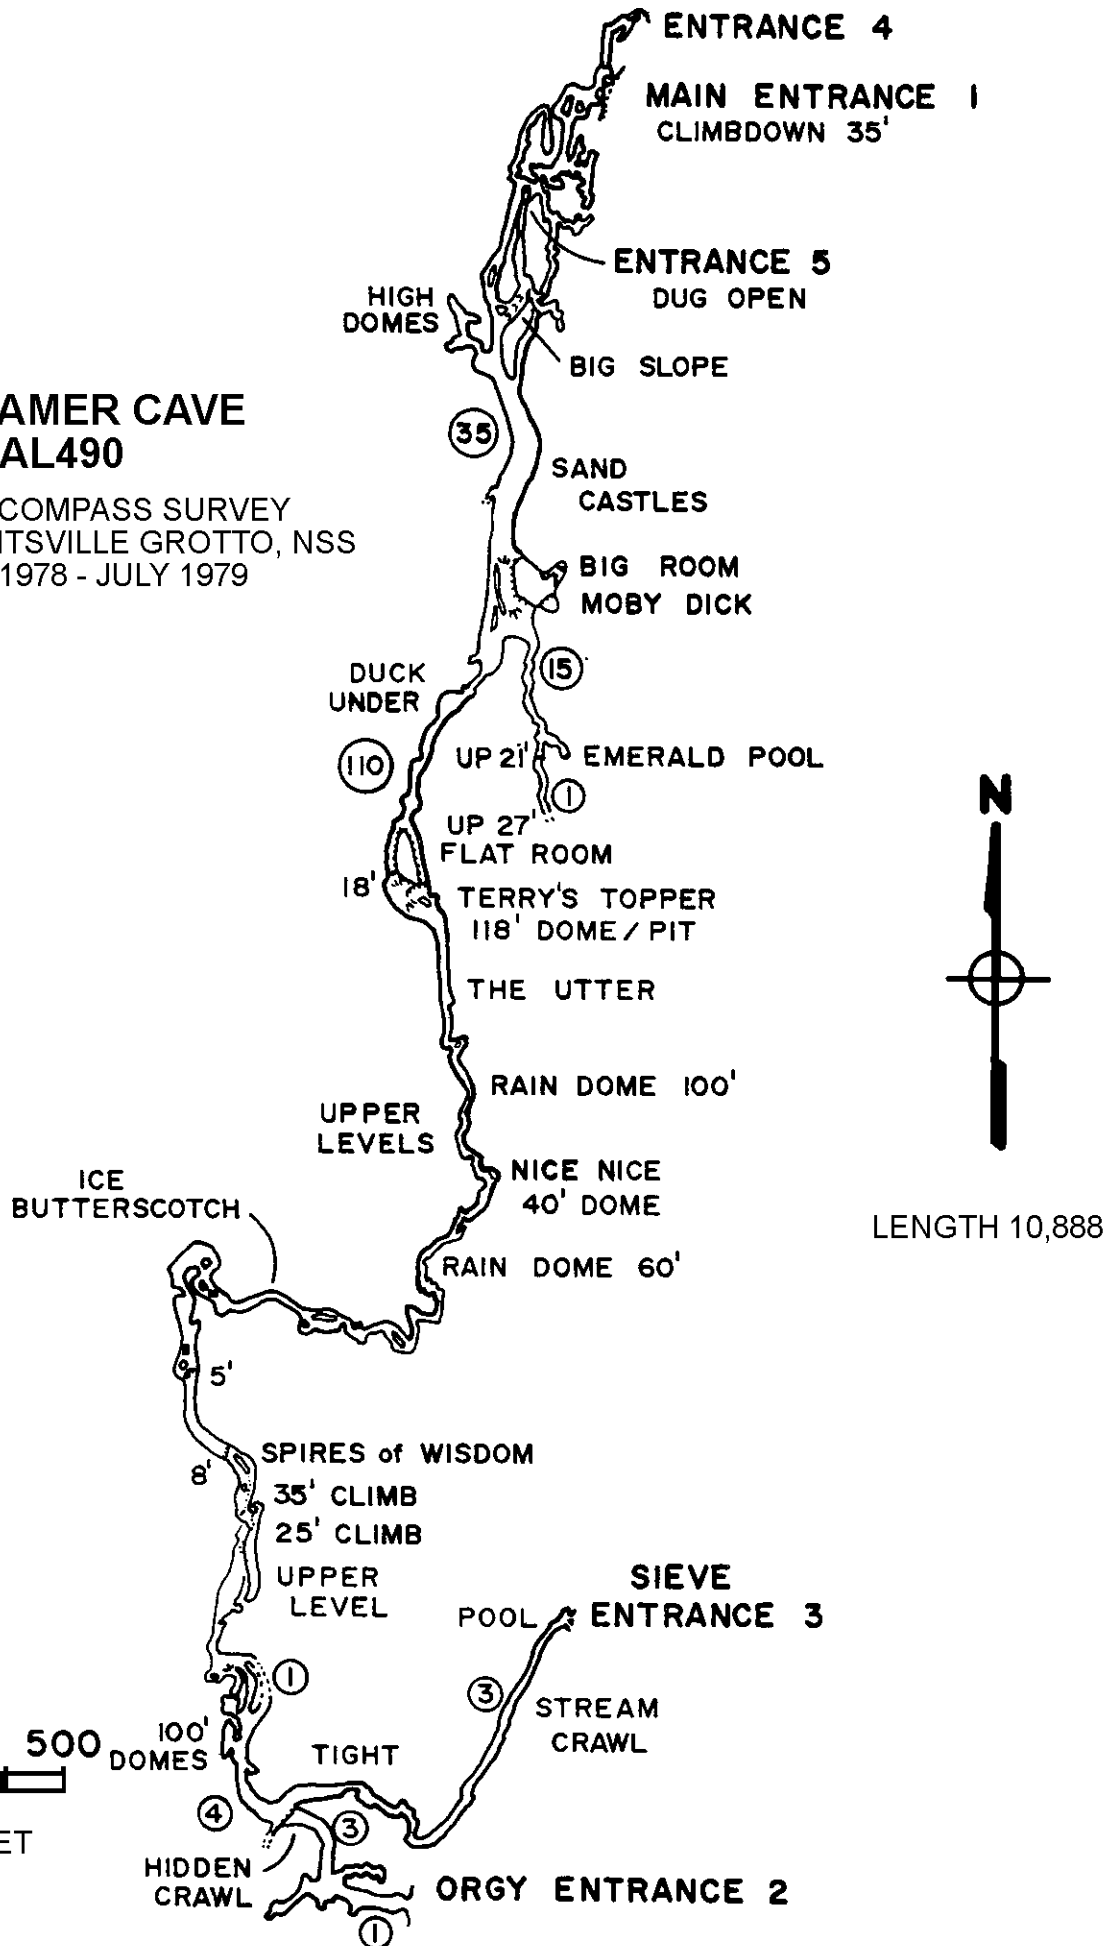 ENTRANCE 4
MAIN ENTRANCE 1
CLIMBDOWN 35'
ENTRANCE 5
DUG OPEN
HIGH
DOMES
BIG SLOPE
AMER CAVE
AL490
COMPASS SURVEY
ITSVILLE GROTTO, NSS
1978 - JULY 1979
35
SAND
CASTLES
BIG ROOM
MOBY DICK
15
DUCK
UNDER
110
UP 21'
EMERALD POOL
1
UP 27'
FLAT ROOM
18'
TERRY'S TOPPER
118' DOME / PIT
N
THE UTTER
RAIN DOME 100'
UPPER
LEVELS
NICE NICE
40' DOME
ICE
BUTTERSCOTCH
LENGTH 10,888
RAIN DOME 60'
5'
SPIRES of WISDOM
8'
35' CLIMB
25' CLIMB
UPPER
LEVEL
SIEVE
ENTRANCE 3
POOL
1
3
STREAM
CRAWL
500
100'
DOMES
TIGHT
4
3
ET
HIDDEN
CRAWL
ORGY ENTRANCE 2
1